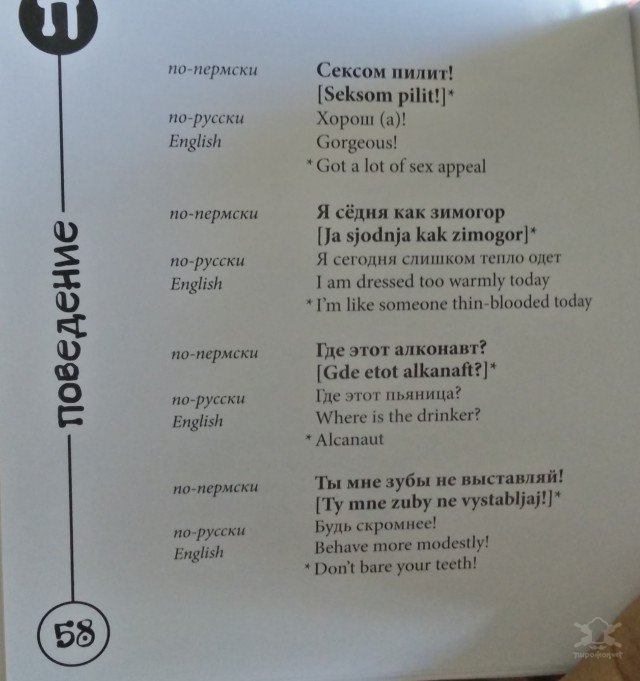 П
ПОВЕДЕНИЕ
по-пермски Сексом пилит!
[Seksom pilit!]*
по-русски Хорош (а)!
English Gorgeous!
* Got a lot of sex appeal
по-пермски Я сёдня как зимогор
[Ja sjodnja kak zimogor]*
по-русски Я сегодня слишком тепло одет
English I am dressed too warmly today
* I'm like someone thin-blooded today
по-пермски Где этот алконавт?
[Gde etot alkanaft?]*
по-русски Где этот пьяница?
English Where is the drinker?
* Alcanaut
по-пермски Ты мне зубы не выставляй!
[Ty mne zuby ne vystabljaj!]*
по-русски Будь скромнее!
English Behave more modestly!
* Don't bare your teeth!
58